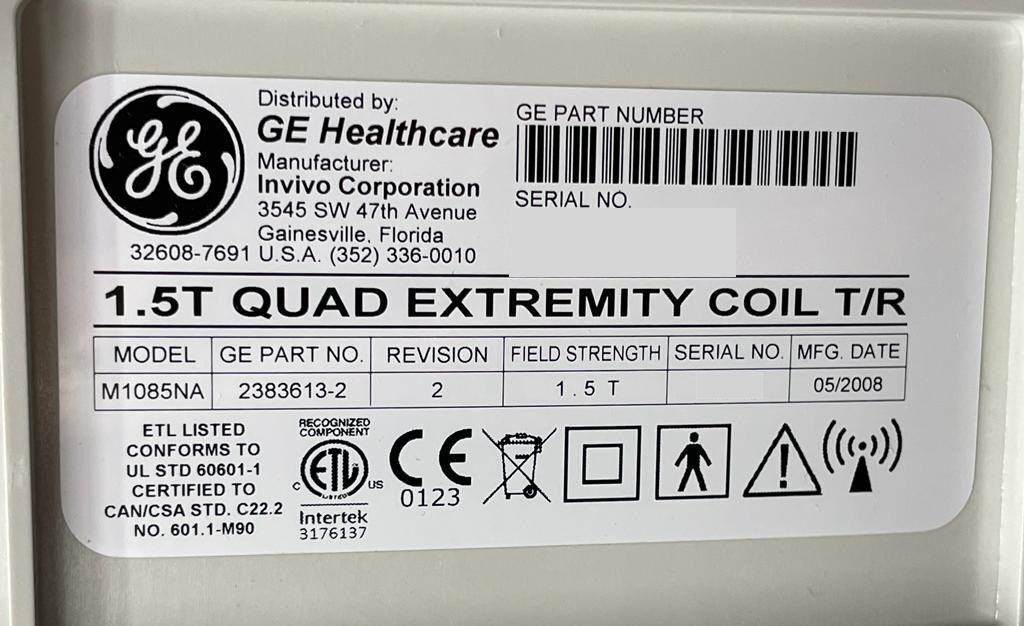 GE
Distributed by:
GE Healthcare
Manufacturer:
Invivo Corporation
3545 SW 47th Avenue
Gainesville, Florida
32608-7691 U.S.A. (352) 336-0010
GE PART NUMBER
SERIAL NO.
1.5T QUAD EXTREMITY COIL T/R
MODEL GE PART NO. REVISION FIELD STRENGTH SERIAL NO. MFG. DATE
M1085NA 2383613-2 2 1.5 T 05/2008
ETL LISTED
CONFORMS TO
UL STD 60601-1
CERTIFIED TO
CAN/CSA STD. C22.2
NO. 601.1-M90
RECOGNIZED
COMPONENT
C ETL US
LISTED
Intertek
3176137
CE
0123